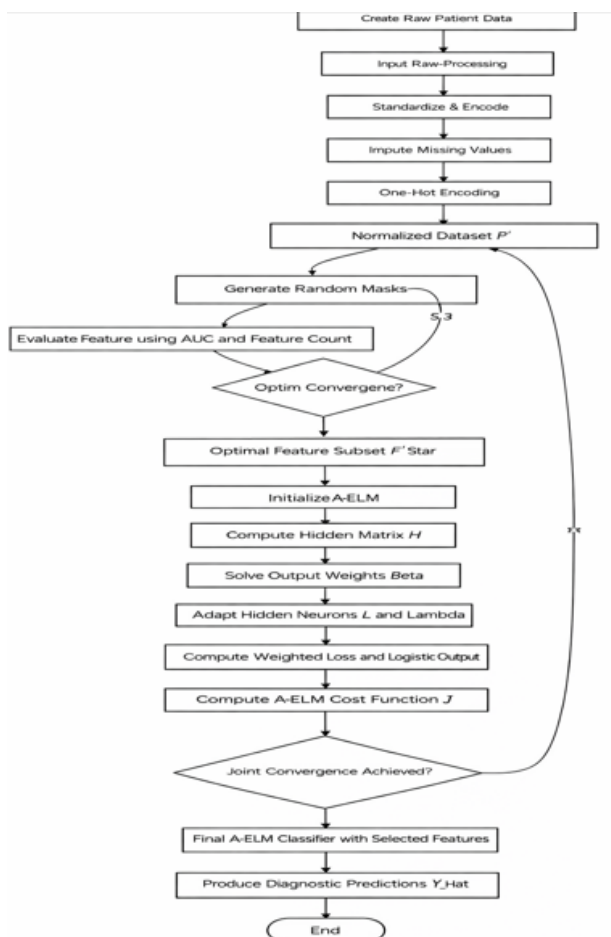 Create Raw Patient Data
Input Raw-Processing
Standardize & Encode
Impute Missing Values
One-Hot Encoding
Normalized Dataset P'
Generate Random Masks
Evaluate Feature using AUC and Feature Count
Optim Convergene?
Optimal Feature Subset F' Star
Initialize A-ELM
Compute Hidden Matrix H
Solve Output Weights Beta
Adapt Hidden Neurons L and Lambda
Compute Weighted Loss and Logistic Output
Compute A-ELM Cost Function J
Joint Convergence Achieved?
Final A-ELM Classifier with Selected Features
Produce Diagnostic Predictions Y_Hat
End